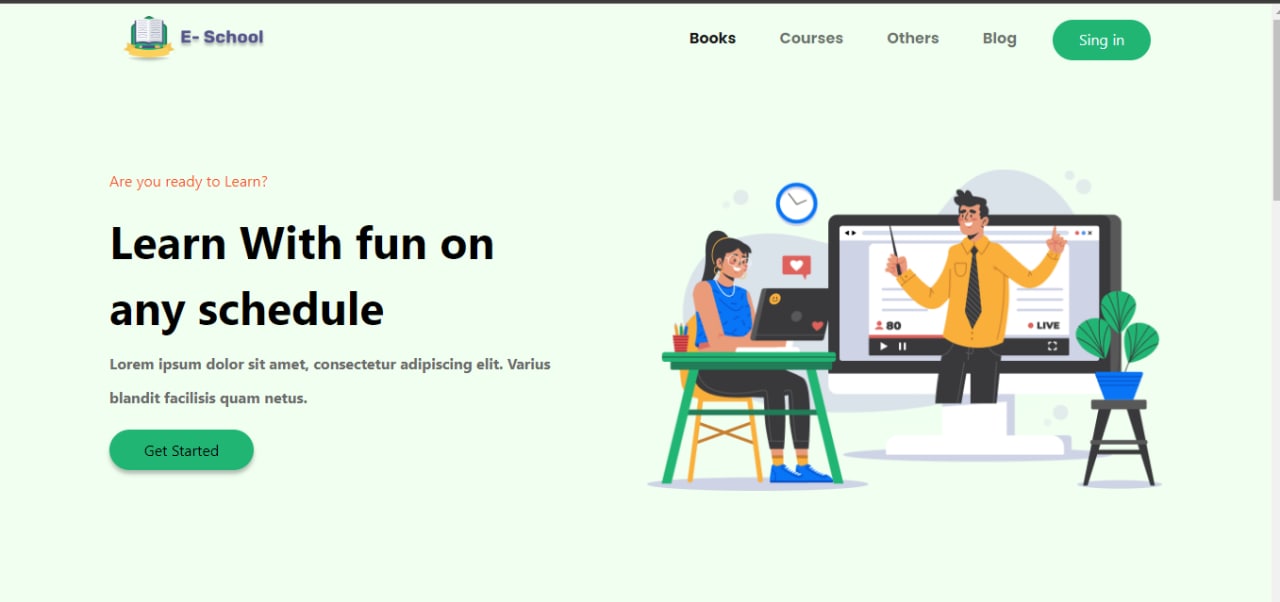 E- School
Books Courses Others Blog Sing in
Are you ready to Learn?
Learn With fun on
any schedule
Lorem ipsum dolor sit amet, consectetur adipiscing elit. Varius
blandit facilisis quam netus.
Get Started
80
LIVE